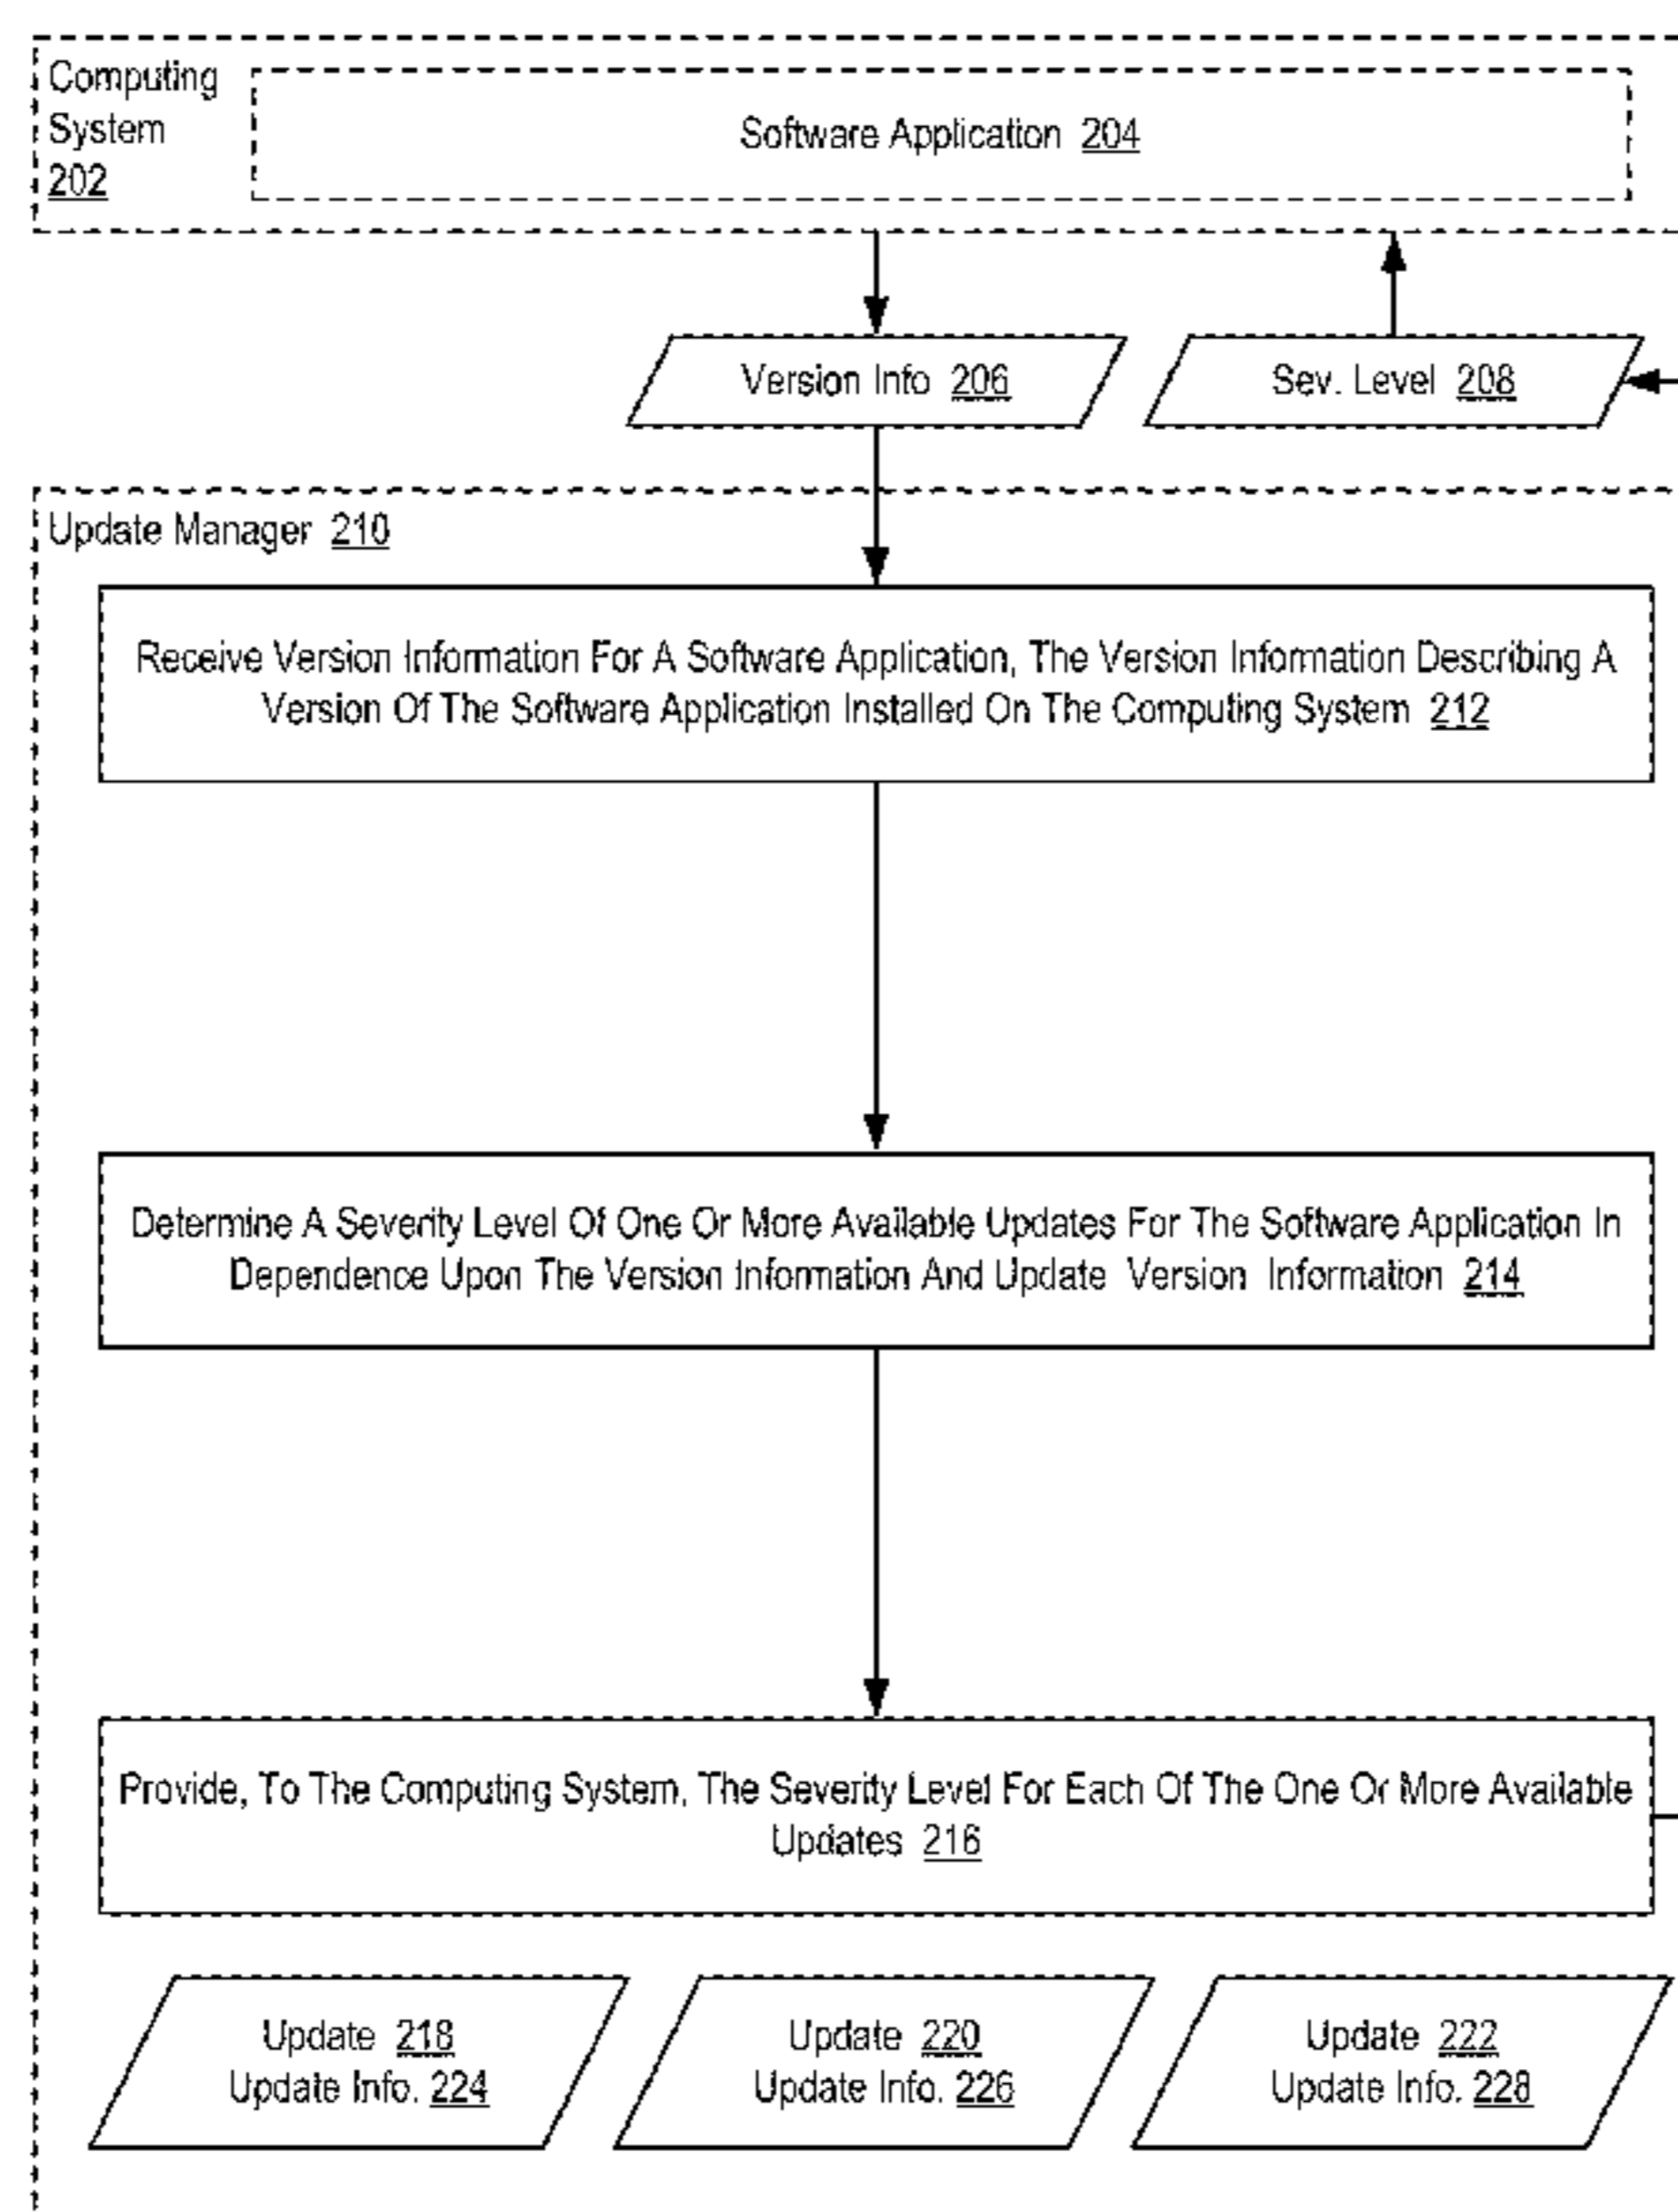 Computing
System
202
Software Application 204
Version Info 206
Sev. Level 208
Update Manager 210
Receive Version Information For A Software Application, The Version Information Describing A
Version Of The Software Application Installed On The Computing System 212
Determine A Severity Level Of One Or More Available Updates For The Software Application In
Dependence Upon The Version Information And Update Version Information 214
Provide, To The Computing System, The Severity Level For Each Of The One Or More Available
Updates 216
Update 218
Update Info. 224
Update 220
Update Info. 226
Update 222
Update Info. 228